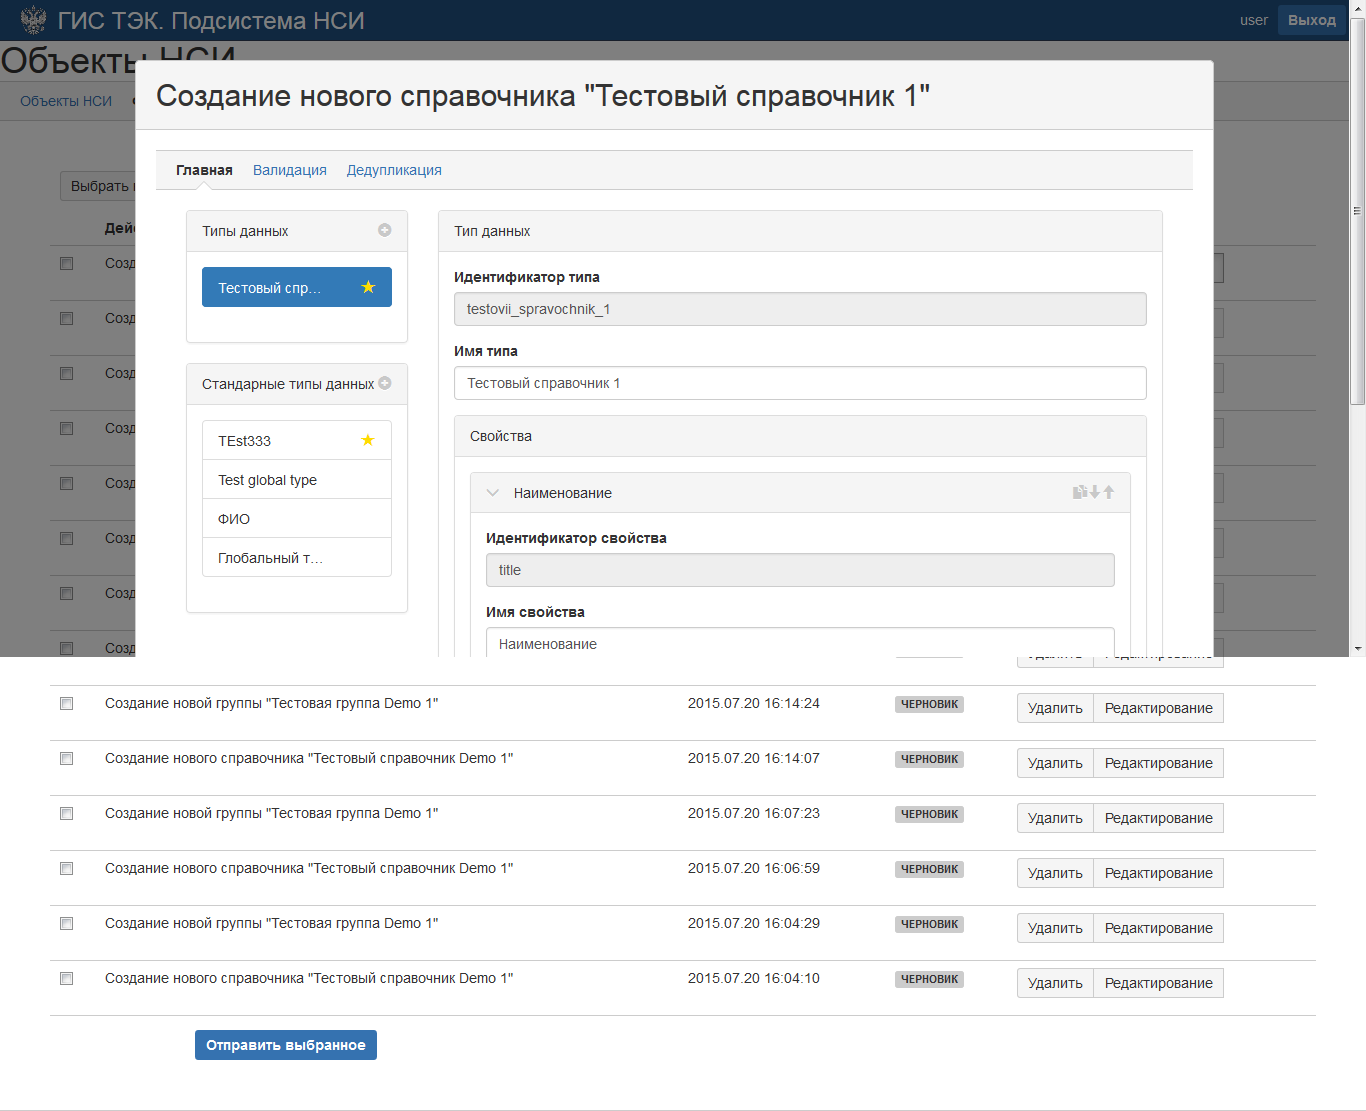 ГИС ТЭК. Подсистема НСИ
user
Выход
Объекты НСИ
Объекты НСИ
Создание нового справочника "Тестовый справочник 1"
Главная
Валидация
Дедупликация
Выбрать
Типы данных
Тестовый спр…
Стандартные типы данных
TEst333
Test global type
ФИО
Глобальный т…
Тип данных
Идентификатор типа
testovii_spravochnik_1
Имя типа
Тестовый справочник 1
Свойства
Наименование
Идентификатор свойства
title
Имя свойства
Наименование
Дей
Созд
Созд
Созд
Созд
Созд
Созд
Созд
Созд
Удалить Редактирование
Создание новой группы "Тестовая группа Demo 1" 2015.07.20 16:14:24 ЧЕРНОВИК Удалить Редактирование
Создание нового справочника "Тестовый справочник Demo 1" 2015.07.20 16:14:07 ЧЕРНОВИК Удалить Редактирование
Создание новой группы "Тестовая группа Demo 1" 2015.07.20 16:07:23 ЧЕРНОВИК Удалить Редактирование
Создание нового справочника "Тестовый справочник Demo 1" 2015.07.20 16:06:59 ЧЕРНОВИК Удалить Редактирование
Создание новой группы "Тестовая группа Demo 1" 2015.07.20 16:04:29 ЧЕРНОВИК Удалить Редактирование
Создание нового справочника "Тестовый справочник Demo 1" 2015.07.20 16:04:10 ЧЕРНОВИК Удалить Редактирование
Отправить выбранное